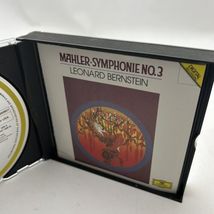 MAHLER·SYMPHONIE NO.3
LEONARD BERNSTEIN
DIGITAL